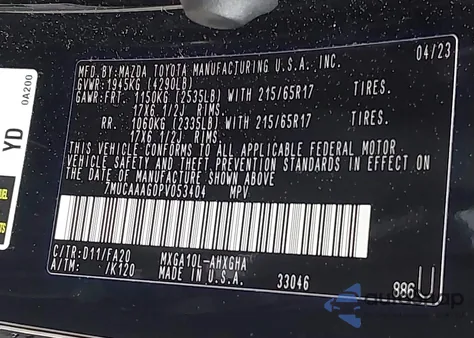 MFD.BY:MAZDA TOYOTA MANUFACTURING U.S.A. INC. 04/23
GVWR:1945KG (4290LB)
GAWR:FRT. 1150KG (2535LB) WITH 215/65R17 TIRES.
17X6 1/2J RIMS.
RR. 1060KG (2335LB) WITH 215/65R17 TIRES.
17X6 1/2J RIMS.
THIS VEHICLE CONFORMS TO ALL APPLICABLE FEDERAL MOTOR
VEHICLE SAFETY AND THEFT PREVENTION STANDARDS IN EFFECT ON
THE DATE OF MANUFACTURE SHOWN ABOVE
7MUCAAAG0PV053404 MPV
C/TR:D11/FA20 MXGA10L-AHXGHA
A/TM: /K120 MADE IN U.S.A. 33046 886 U
0A200
YD